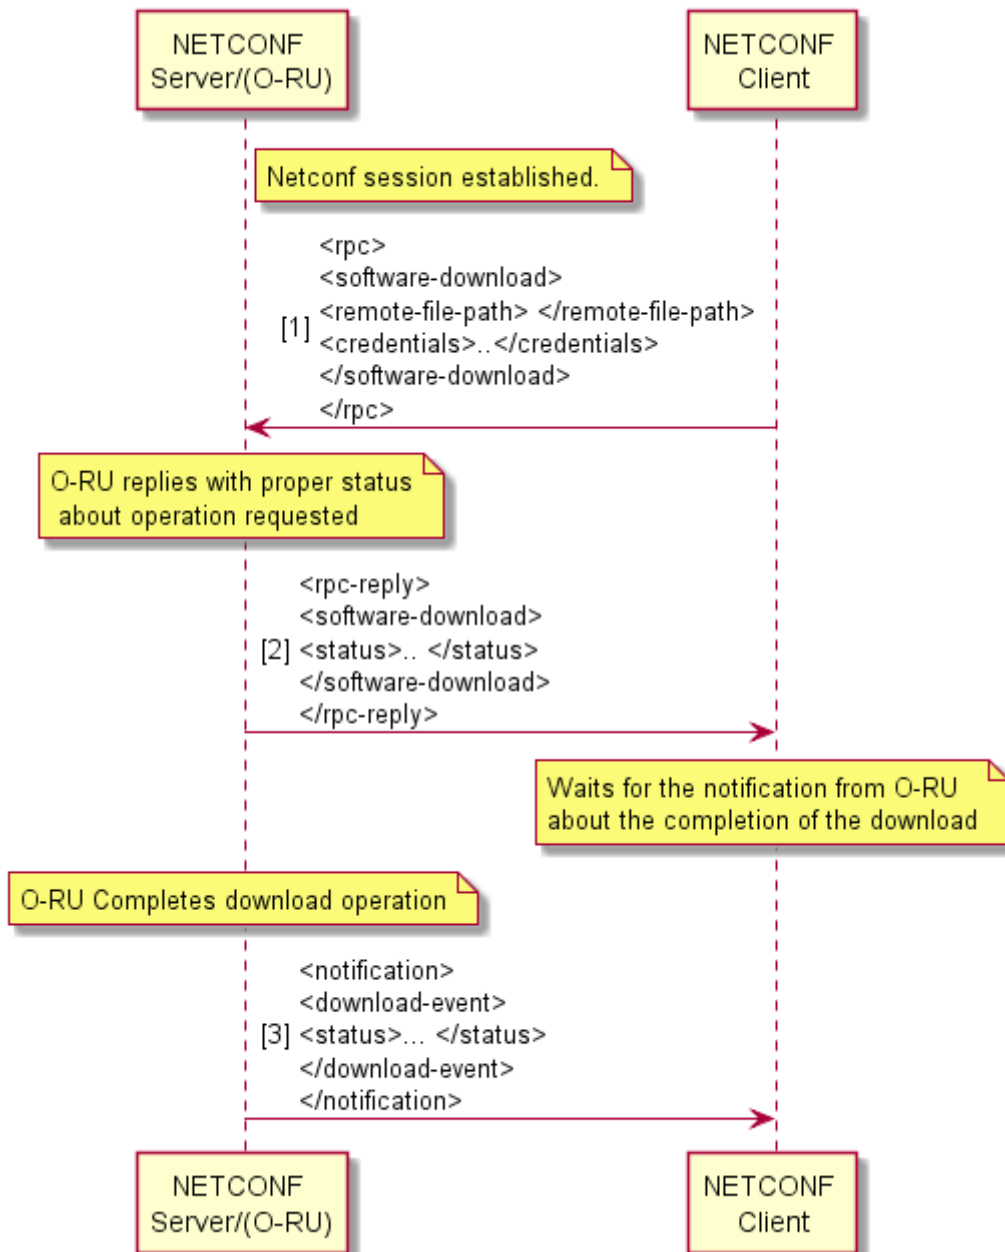 NETCONF
Server/(O-RU)
NETCONF
Client
Netconf session established.
<rpc>
<software-download>
[1] <remote-file-path> </remote-file-path>
<credentials>..</credentials>
</software-download>
</rpc>
O-RU replies with proper status
about operation requested
<rpc-reply>
<software-download>
[2] <status>.. </status>
</software-download>
</rpc-reply>
Waits for the notification from O-RU
about the completion of the download
O-RU Completes download operation
<notification>
<download-event>
[3] <status>... </status>
</download-event>
</notification>
NETCONF
Server/(O-RU)
NETCONF
Client